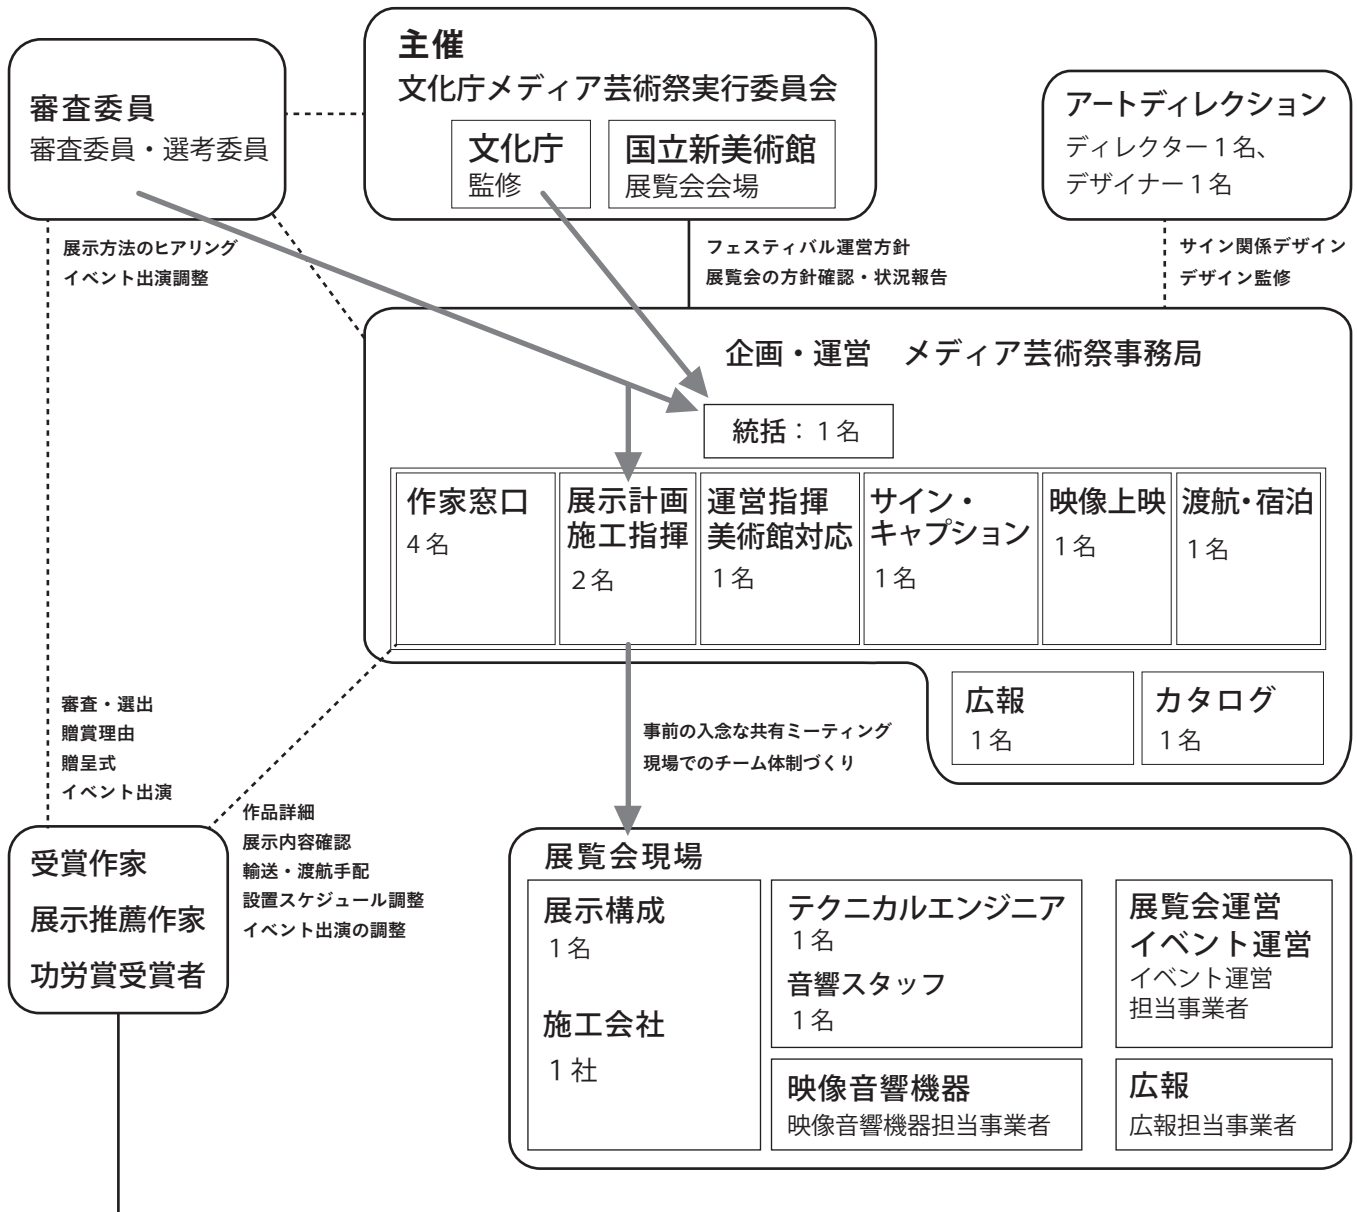 主催
文化庁メディア芸術祭実行委員会
文化庁
監修
国立新美術館
展覧会会場
審査委員
審査委員・選考委員
アートディレクション
ディレクター１名、
デザイナー１名
展示方法のヒアリング
イベント出演調整
フェスティバル運営方針
展覧会の方針確認・状況報告
サイン関係デザイン
デザイン監修
企画・運営　メディア芸術祭事務局
統括：１名
作家窓口
4名
展示計画
施工指揮
２名
運営指揮
美術館対応
１名
サイン・
キャプション
１名
映像上映
１名
渡航・宿泊
１名
広報
１名
カタログ
１名
審査・選出
贈賞理由
贈呈式
イベント出演
事前の入念な共有ミーティング
現場でのチーム体制づくり
作品詳細
展示内容確認
輸送・渡航手配
設置スケジュール調整
イベント出演の調整
受賞作家
展示推薦作家
功労賞受賞者
展覧会現場
展示構成
１名
施工会社
１社
テクニカルエンジニア
１名
音響スタッフ
１名
映像音響機器
映像音響機器担当事業者
展覧会運営
イベント運営
イベント運営
担当事業者
広報
広報担当事業者